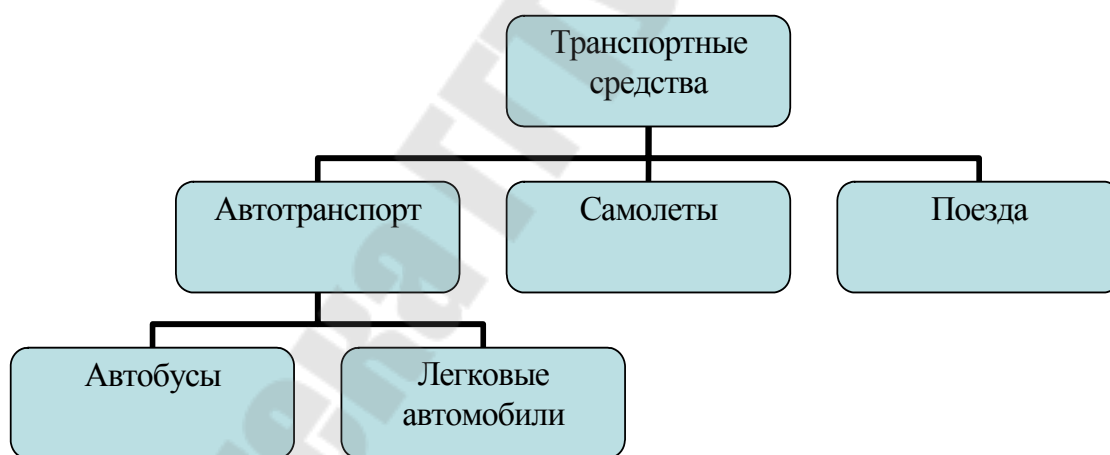 Транспортные
средства
Автотранспорт
Самолеты
Поезда
Автобусы
Легковые
автомобили